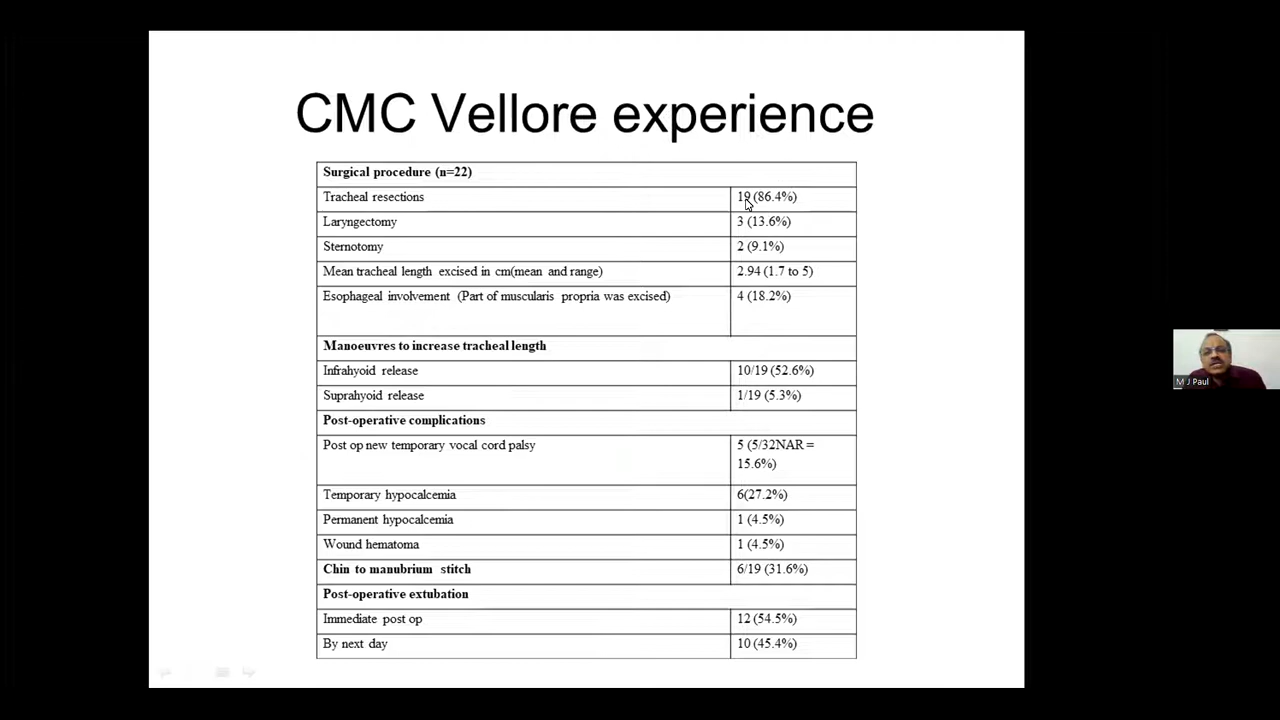 CMC Vellore experience
Surgical procedure (n=22)
Tracheal resections 19 (86.4%)
Laryngectomy 3 (13.6%)
Sternotomy 2 (9.1%)
Mean tracheal length excised in cm(mean and range) 2.94 (1.7 to 5)
Esophageal involvement (Part of muscularis propria was excised) 4 (18.2%)
Manoeuvres to increase tracheal length
Infrahyoid release 10/19 (52.6%)
Suprahyoid release 1/19 (5.3%)
Post-operative complications
Post op new temporary vocal cord palsy 5 (5/32NAR =
15.6%)
Temporary hypocalcemia 6(27.2%)
Permanent hypocalcemia 1 (4.5%)
Wound hematoma 1 (4.5%)
Chin to manubrium stitch 6/19 (31.6%)
Post-operative extubation
Immediate post op 12 (54.5%)
By next day 10 (45.4%)
M J Paul